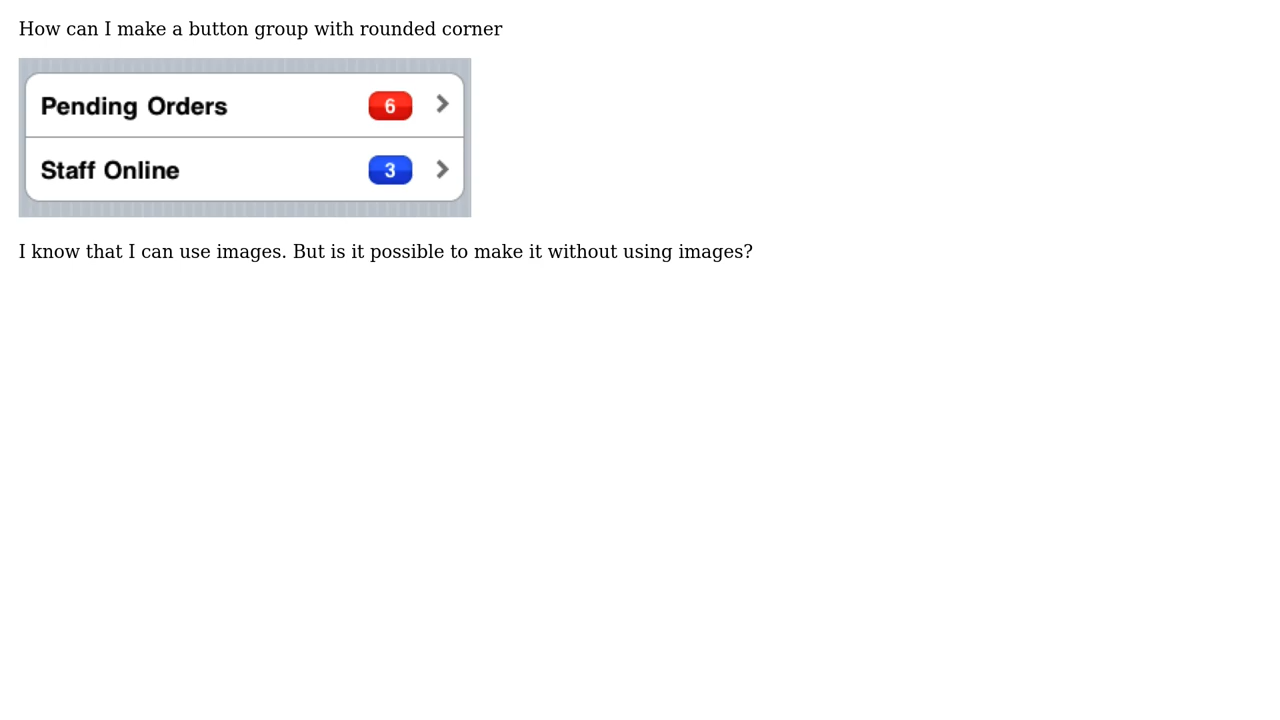 How can I make a button group with rounded corner
Pending Orders 6
Staff Online 3
I know that I can use images. But is it possible to make it without using images?